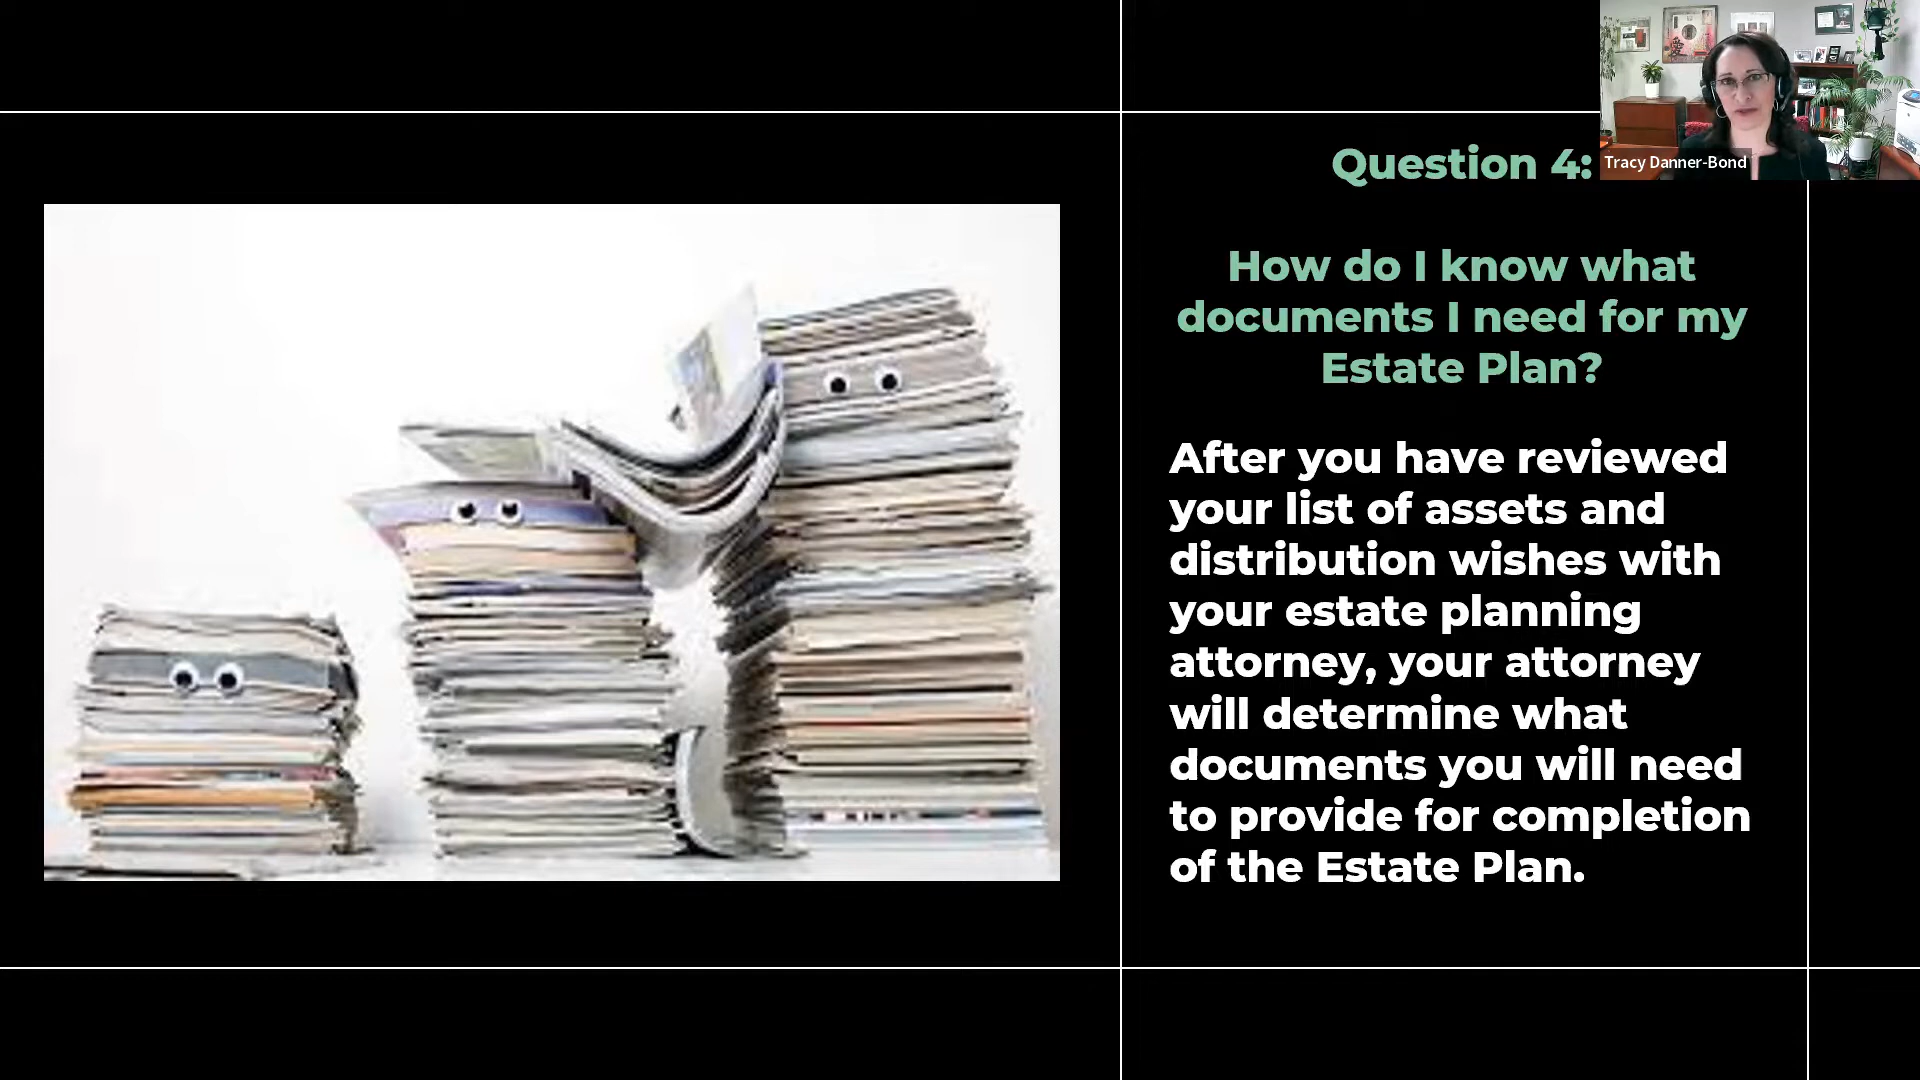 Tracy Danner-Bond
Question 4:
How do I know what
documents I need for my
Estate Plan?
After you have reviewed
your list of assets and
distribution wishes with
your estate planning
attorney, your attorney
will determine what
documents you will need
to provide for completion
of the Estate Plan.